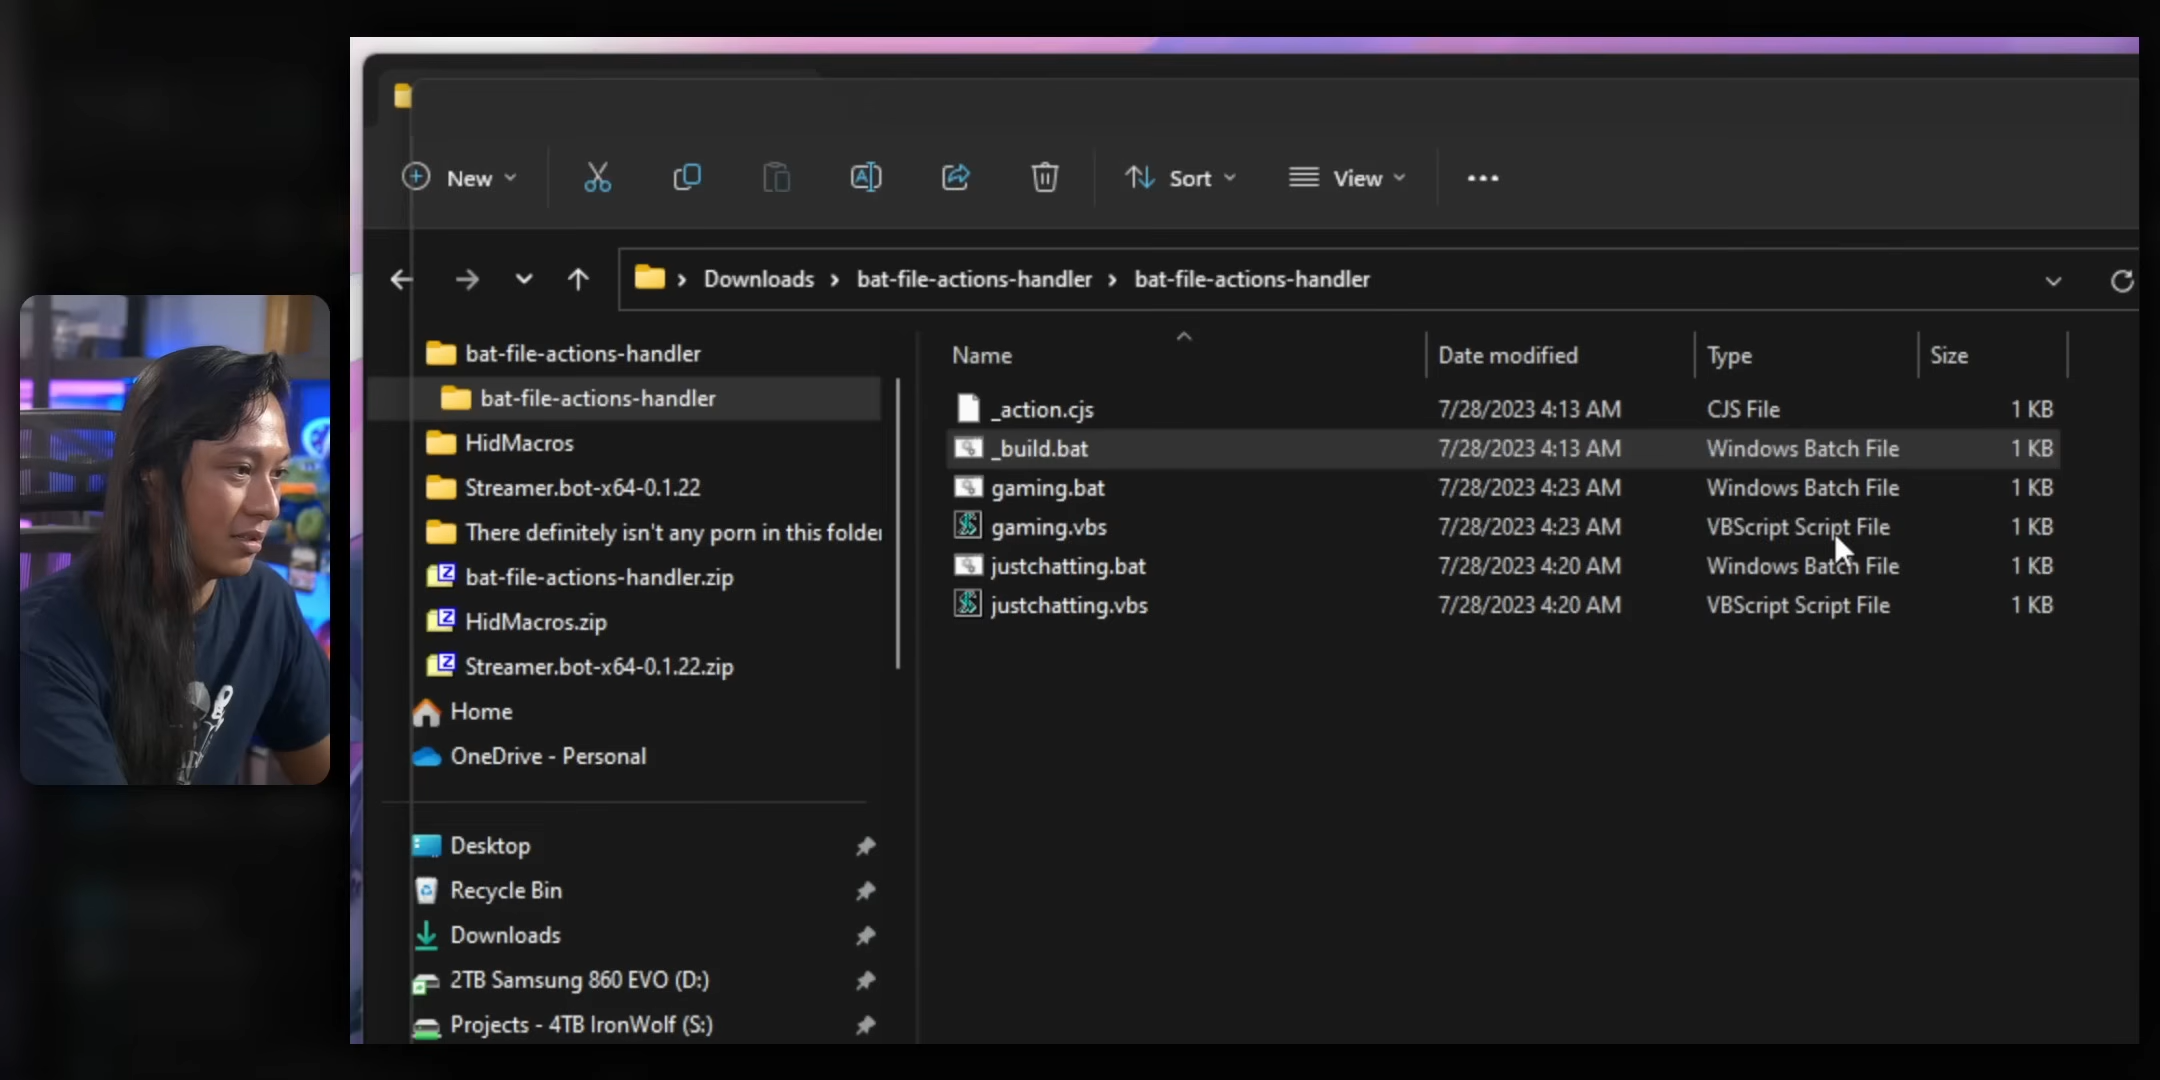 New
Sort
View
Downloads > bat-file-actions-handler > bat-file-actions-handler
bat-file-actions-handler
bat-file-actions-handler
HidMacros
Streamer.bot-x64-0.1.22
There definitely isn't any porn in this folder
bat-file-actions-handler.zip
HidMacros.zip
Streamer.bot-x64-0.1.22.zip
Home
OneDrive - Personal
Desktop
Recycle Bin
Downloads
2TB Samsung 860 EVO (D:)
Projects - 4TB IronWolf (S:)
Name Date modified Type Size
_action.cjs 7/28/2023 4:13 AM CJS File 1 KB
_build.bat 7/28/2023 4:13 AM Windows Batch File 1 KB
gaming.bat 7/28/2023 4:23 AM Windows Batch File 1 KB
gaming.vbs 7/28/2023 4:23 AM VBScript Script File 1 KB
justchatting.bat 7/28/2023 4:20 AM Windows Batch File 1 KB
justchatting.vbs 7/28/2023 4:20 AM VBScript Script File 1 KB